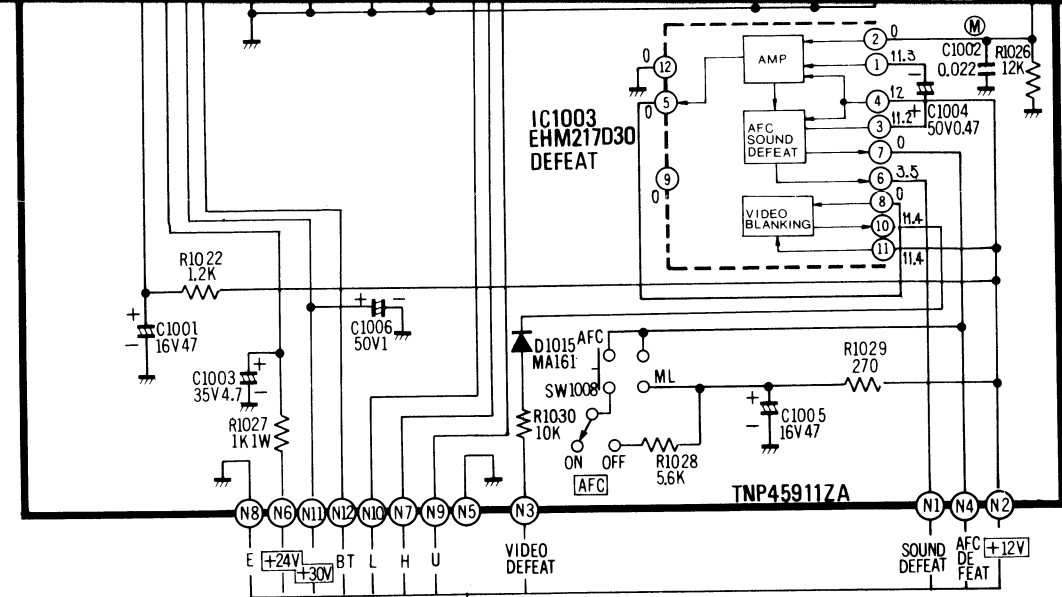 M
2
0
C1002
0.022
R1026
12K
AMP
1
11.3
0
12
5
0
IC1003
EHM217D30
DEFEAT
4
12
+
C1004
50V0.47
3
11.2
AFC
SOUND
DEFEAT
7
0
6
3.5
9
0
8
0
VIDEO
BLANKING
10
11.4
11
11.4
R1022
1.2K
+
C1001
16V47
-
+
-
C1006
50V1
D1015
MA161
AFC
SW1008
ML
R1029
270
C1003
35V4.7
+
-
R1027
1K1W
R1030
10K
+
-
C1005
16V47
ON
OFF
AFC
R1028
5.6K
TNP45911ZA
N8
N6
N11
N12
N10
N7
N9
N5
N3
N1
N4
N2
E
+24V
+30V
BT
L
H
U
VIDEO
DEFEAT
SOUND
DEFEAT
AFC
DE
FEAT
+12V